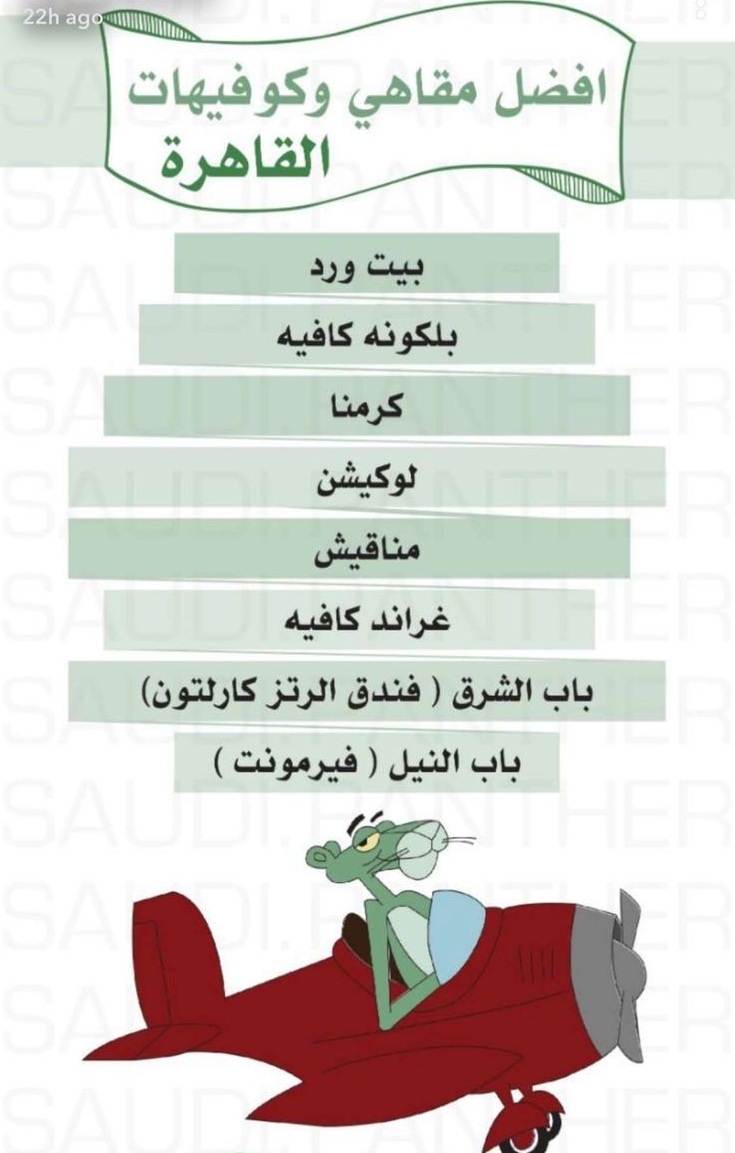 22h ago
افضل مقاهي وكوفيهات
القاهرة
بيت ورد
بلكونه كافيه
كرمنا
لوكيشن
مناقيش
غراند كافيه
باب الشرق ( فندق الرتز كارلتون)
باب النيل ( فيرمونت )
SAUDI.PANTHER